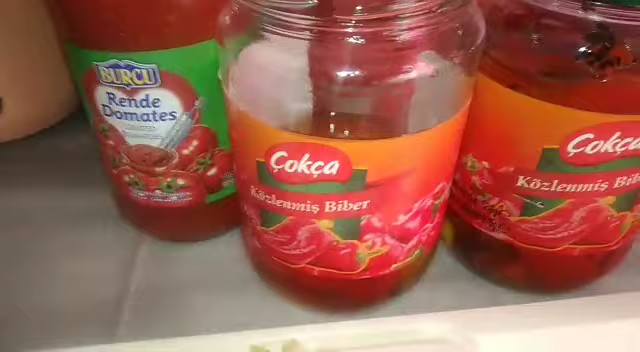 BURCU
Rende
Domates
Çokça
Közlenmiş Biber
Çokça
Közlenmiş Bib